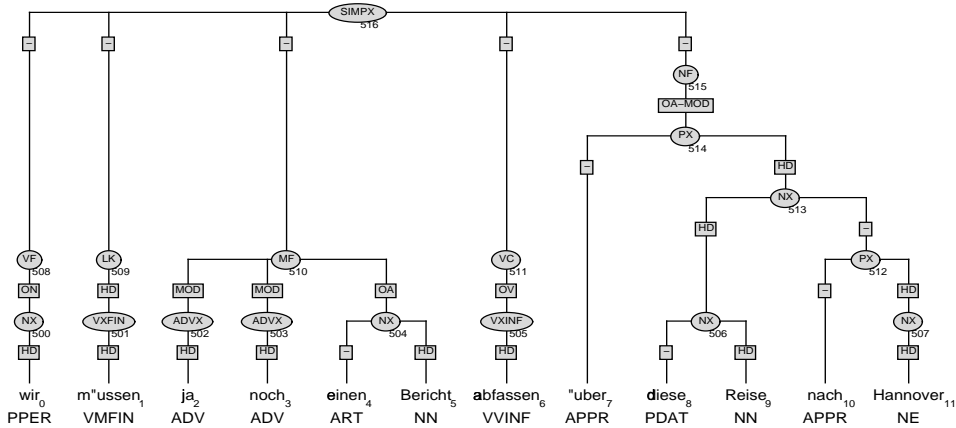 SIMPX
516
– – – – –
NF
515
OA–MOD
PX
514
– HD
NX
513
HD –
VF LK MF VC PX
508 509 510 511 512
ON HD MOD MOD OA OV – HD
NX VXFIN ADVX ADVX NX VXINF NX NX
500 501 502 503 504 505 506 507
HD HD HD HD – HD HD – HD HD
wir0 m"ussen1 ja2 noch3 einen4 Bericht5 abfassen6 "uber7 diese8 Reise9 nach10 Hannover11
PPER VMFIN ADV ADV ART NN VVINF APPR PDAT NN APPR NE